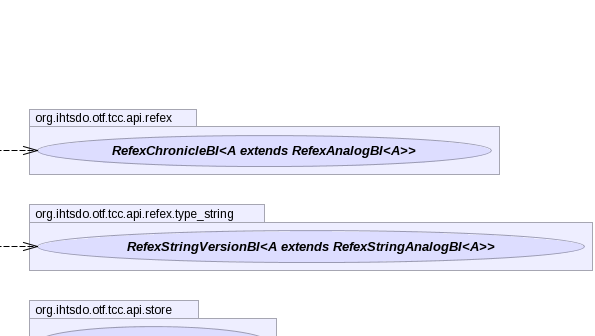 org.ihtsdo.otf.tcc.api.refex
RefexChronicleBI<A extends RefexAnalogBI<A>>
org.ihtsdo.otf.tcc.api.refex.type_string
RefexStringVersionBI<A extends RefexStringAnalogBI<A>>
org.ihtsdo.otf.tcc.api.store